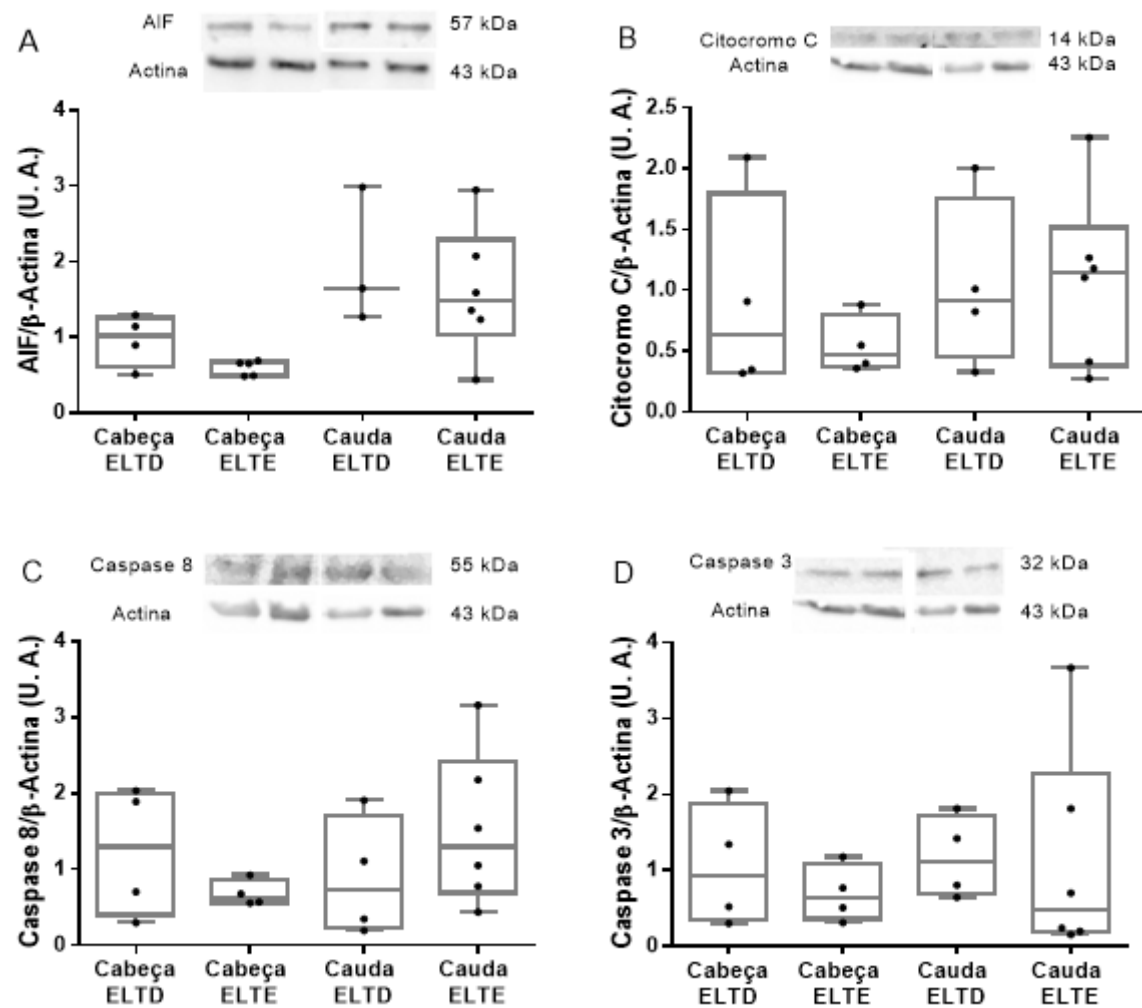 A
AIF
57 kDa
Actina
43 kDa
AIF/β-Actina (U. A.)
4
3
2
1
0
Cabeça ELTD
Cabeça ELTE
Cauda ELTD
Cauda ELTE
B
Citocromo C
14 kDa
Actina
43 kDa
Citocromo C/β-Actina (U. A.)
2.5
2.0
1.5
1.0
0.5
0.0
Cabeça ELTD
Cabeça ELTE
Cauda ELTD
Cauda ELTE
C
Caspase 8
55 kDa
Actina
43 kDa
Caspase 8/β-Actina (U. A.)
4
3
2
1
0
Cabeça ELTD
Cabeça ELTE
Cauda ELTD
Cauda ELTE
D
Caspase 3
32 kDa
Actina
43 kDa
Caspase 3/β-Actina (U. A.)
4
3
2
1
0
Cabeça ELTD
Cabeça ELTE
Cauda ELTD
Cauda ELTE